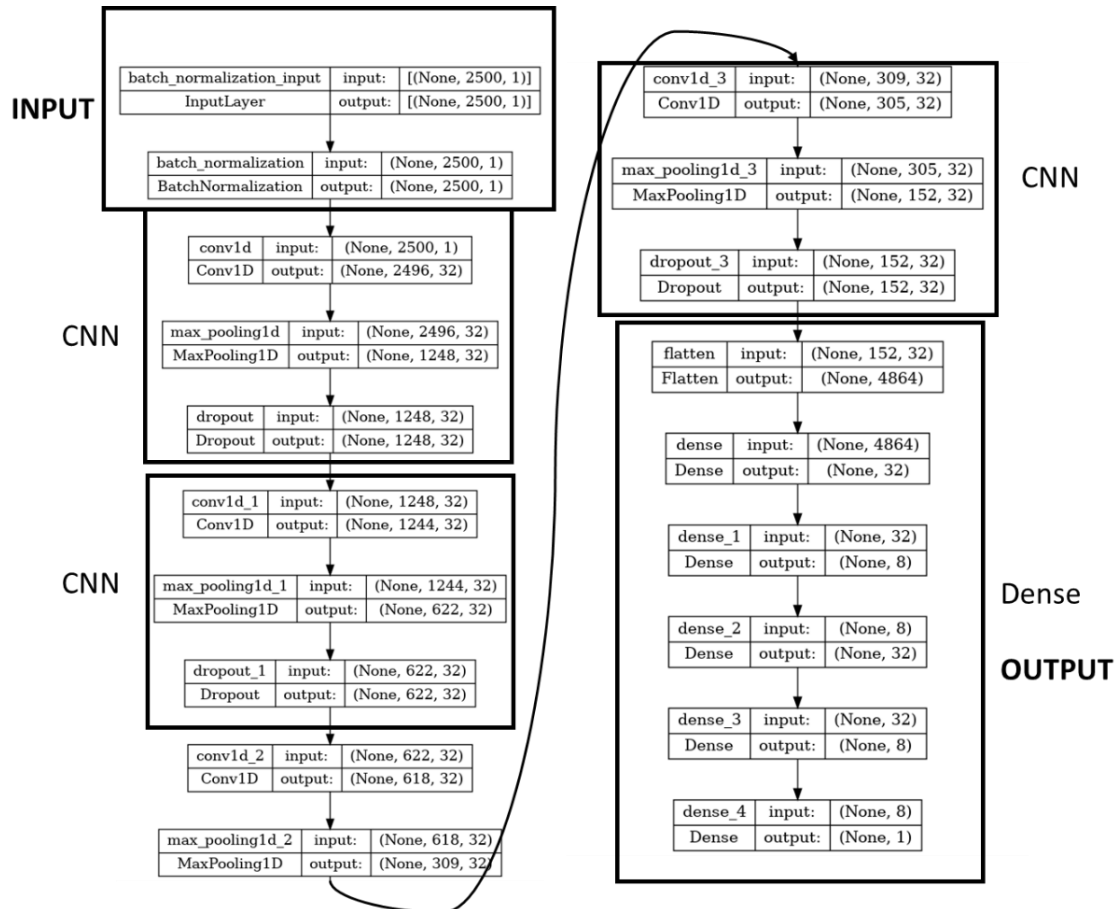 INPUT
batch_normalization_input input: [(None, 2500, 1)]
InputLayer output: [(None, 2500, 1)]
batch_normalization input: (None, 2500, 1)
BatchNormalization output: (None, 2500, 1)
CNN
conv1d input: (None, 2500, 1)
Conv1D output: (None, 2496, 32)
max_pooling1d input: (None, 2496, 32)
MaxPooling1D output: (None, 1248, 32)
dropout input: (None, 1248, 32)
Dropout output: (None, 1248, 32)
CNN
conv1d_1 input: (None, 1248, 32)
Conv1D output: (None, 1244, 32)
max_pooling1d_1 input: (None, 1244, 32)
MaxPooling1D output: (None, 622, 32)
dropout_1 input: (None, 622, 32)
Dropout output: (None, 622, 32)
conv1d_2 input: (None, 622, 32)
Conv1D output: (None, 618, 32)
max_pooling1d_2 input: (None, 618, 32)
MaxPooling1D output: (None, 309, 32)
conv1d_3 input: (None, 309, 32)
Conv1D output: (None, 305, 32)
max_pooling1d_3 input: (None, 305, 32)
MaxPooling1D output: (None, 152, 32)
CNN
dropout_3 input: (None, 152, 32)
Dropout output: (None, 152, 32)
flatten input: (None, 152, 32)
Flatten output: (None, 4864)
dense input: (None, 4864)
Dense output: (None, 32)
dense_1 input: (None, 32)
Dense output: (None, 8)
dense_2 input: (None, 8)
Dense output: (None, 32)
dense_3 input: (None, 32)
Dense output: (None, 8)
dense_4 input: (None, 8)
Dense output: (None, 1)
Dense
OUTPUT